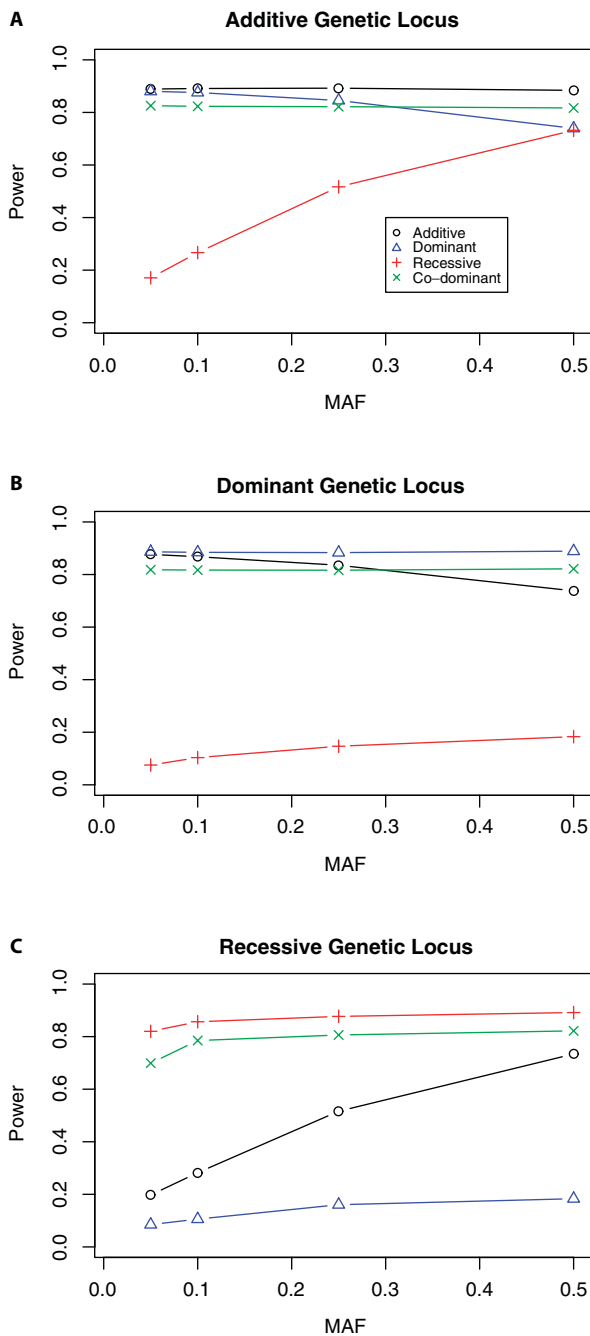 A
Additive Genetic Locus
1.0
0.8
0.6
0.4
0.2
0.0
Power
Additive
Dominant
Recessive
Co−dominant
0.0 0.1 0.2 0.3 0.4 0.5
MAF
B
Dominant Genetic Locus
1.0
0.8
0.6
0.4
0.2
0.0
Power
0.0 0.1 0.2 0.3 0.4 0.5
MAF
C
Recessive Genetic Locus
1.0
0.8
0.6
0.4
0.2
0.0
Power
0.0 0.1 0.2 0.3 0.4 0.5
MAF